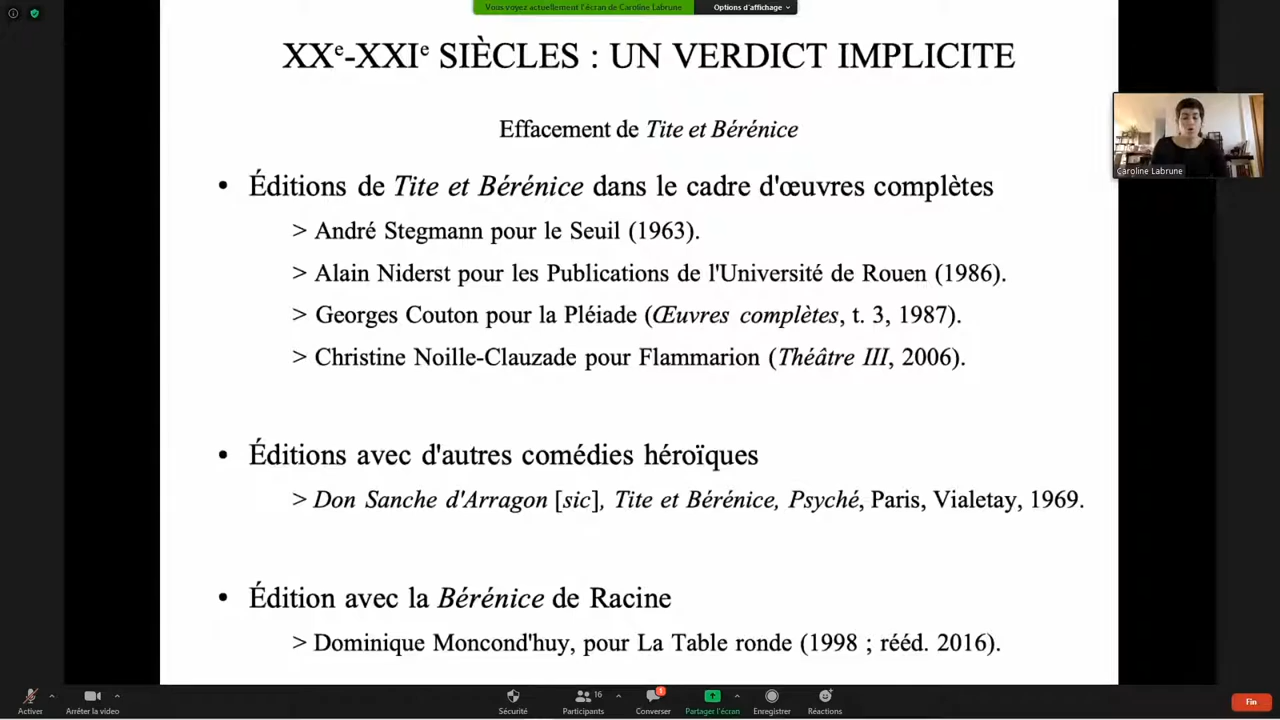 Vous voyez actuellement l'écran de Caroline Labrune
Options d'affichage
XXe-XXIe SIÈCLES : UN VERDICT IMPLICITE
Effacement de Tite et Bérénice
• Éditions de Tite et Bérénice dans le cadre d'œuvres complètes
> André Stegmann pour le Seuil (1963).
> Alain Niderst pour les Publications de l'Université de Rouen (1986).
> Georges Couton pour la Pléiade (Œuvres complètes, t. 3, 1987).
> Christine Noille-Clauzade pour Flammarion (Théâtre III, 2006).
• Éditions avec d'autres comédies héroïques
> Don Sanche d'Arragon [sic], Tite et Bérénice, Psyché, Paris, Vialetay, 1969.
• Édition avec la Bérénice de Racine
> Dominique Moncond'huy, pour La Table ronde (1998 ; rééd. 2016).
Caroline Labrune
Activer
Arrêter la video
Sécurité
Participants
16
Converser
1
Partager l'écran
Enregistrer
Réactions
Fin